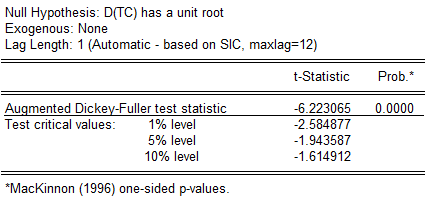 Null Hypothesis: D(TC) has a unit root
Exogenous: None
Lag Length: 1 (Automatic - based on SIC, maxlag=12)
t-Statistic Prob.*
Augmented Dickey-Fuller test statistic -6.223065 0.0000
Test critical values: 1% level -2.584877
5% level -1.943587
10% level -1.614912
*MacKinnon (1996) one-sided p-values.